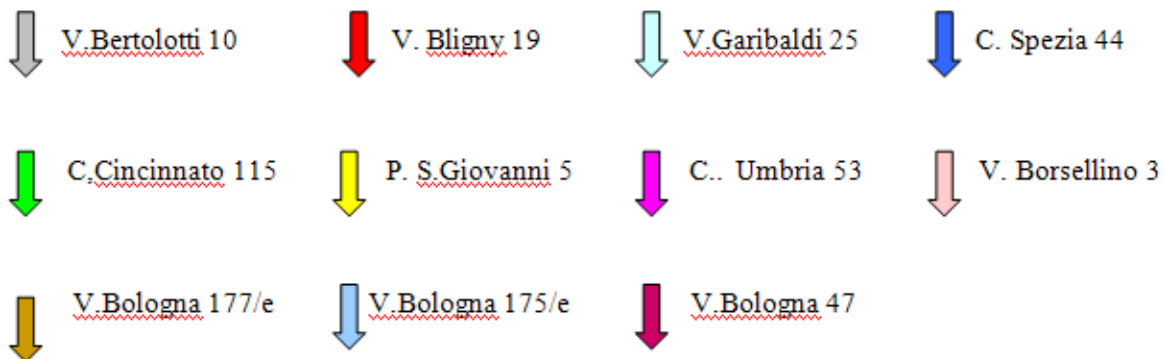 V.Bertolotti 10
V. Bligny 19
V.Garibaldi 25
C. Spezia 44
C,Cincinnato 115
P. S.Giovanni 5
C.. Umbria 53
V. Borsellino 3
V.Bologna 177/e
V.Bologna 175/e
V.Bologna 47